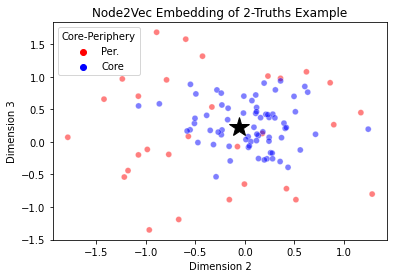 Node2Vec Embedding of 2-Truths Example
Core-Periphery
Per.
Core
Dimension 3
1.5
1.0
0.5
0.0
−0.5
−1.0
−1.5
−1.5
−1.0
−0.5
0.0
0.5
1.0
Dimension 2